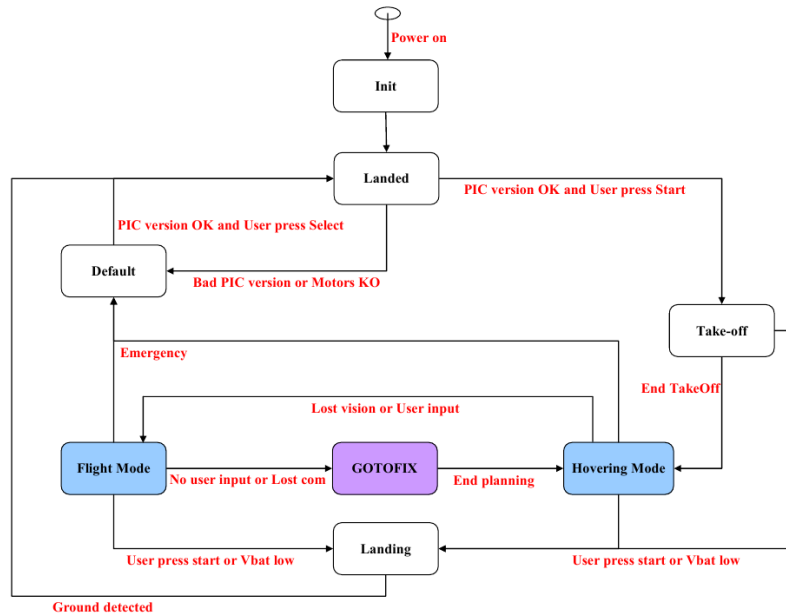 Power on
Init
Landed
PIC version OK and User press Start
PIC version OK and User press Select
Default
Bad PIC version or Motors KO
Take-off
Emergency
End TakeOff
Lost vision or User input
Flight Mode
GOTOFIX
Hovering Mode
No user input or Lost com
End planning
Landing
User press start or Vbat low
User press start or Vbat low
Ground detected